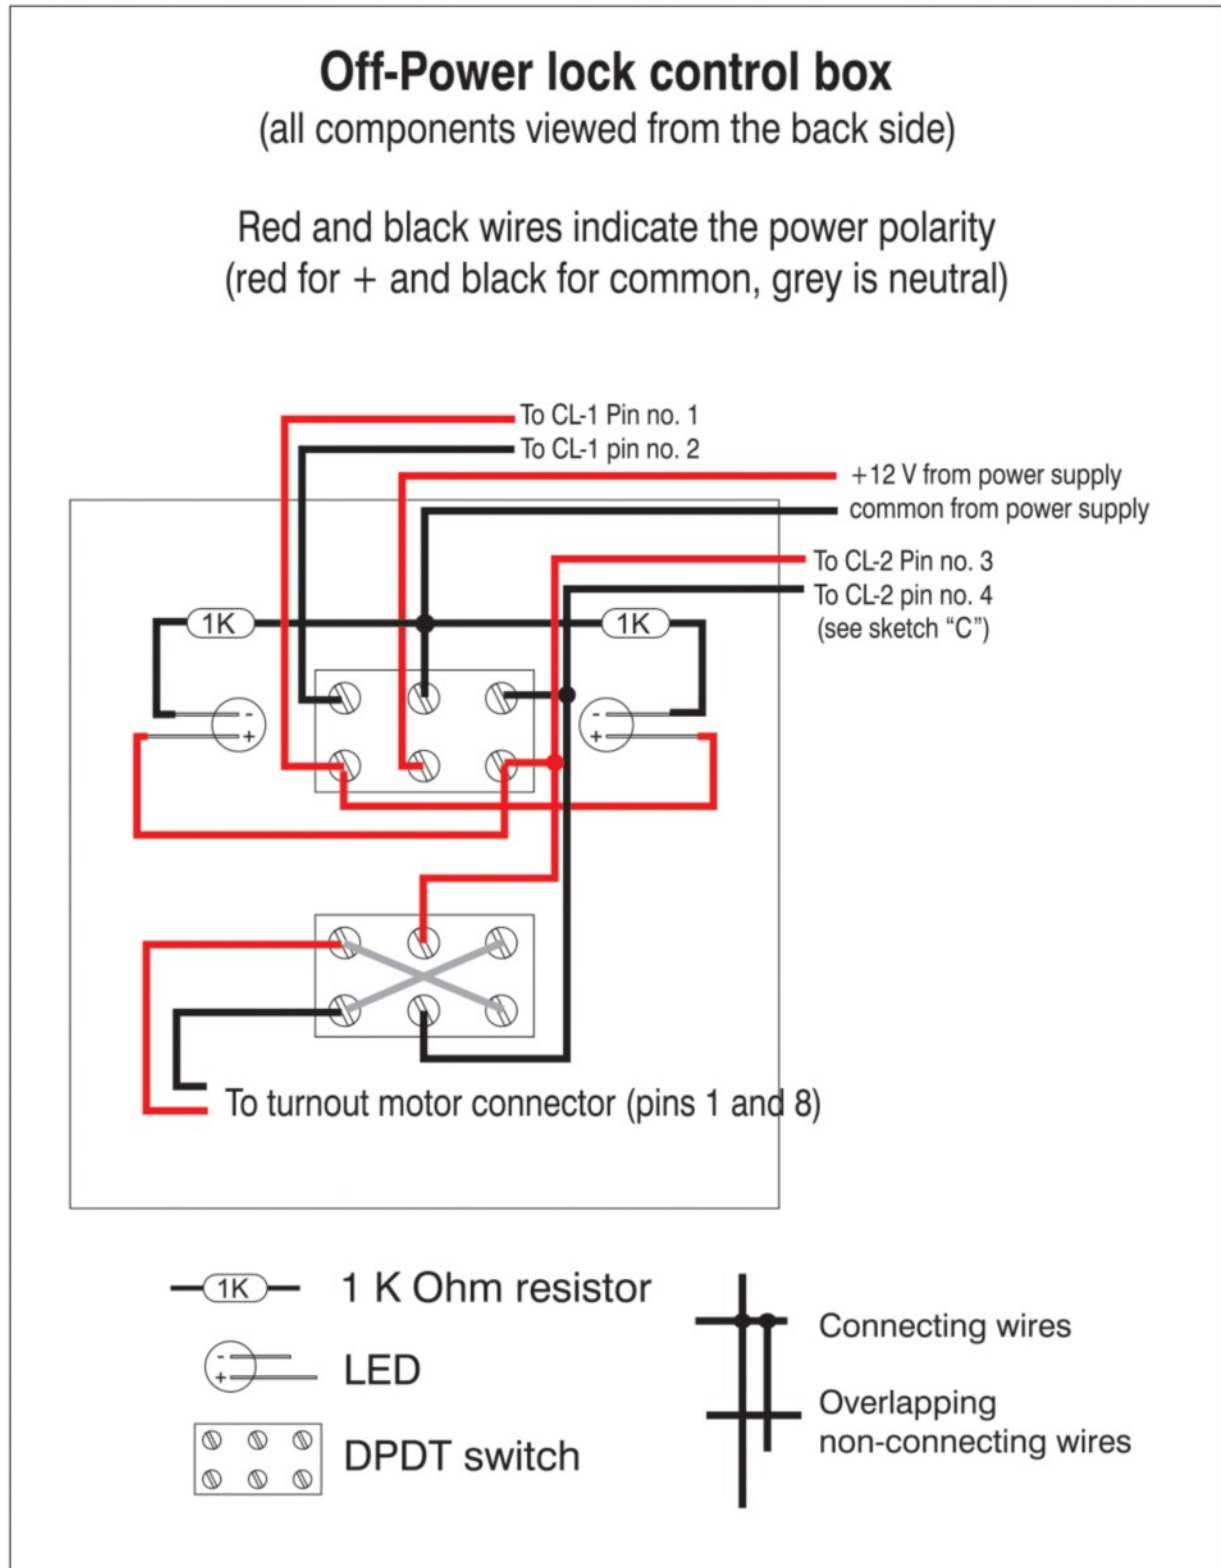 Off-Power lock control box
(all components viewed from the back side)
Red and black wires indicate the power polarity
(red for + and black for common, grey is neutral)
To CL-1 Pin no. 1
To CL-1 pin no. 2
+12 V from power supply
common from power supply
To CL-2 Pin no. 3
To CL-2 pin no. 4
(see sketch “C”)
1K
1K
-
+
-
+
To turnout motor connector (pins 1 and 8)
1K
1 K Ohm resistor
-
+
LED
DPDT switch
Connecting wires
Overlapping
non-connecting wires